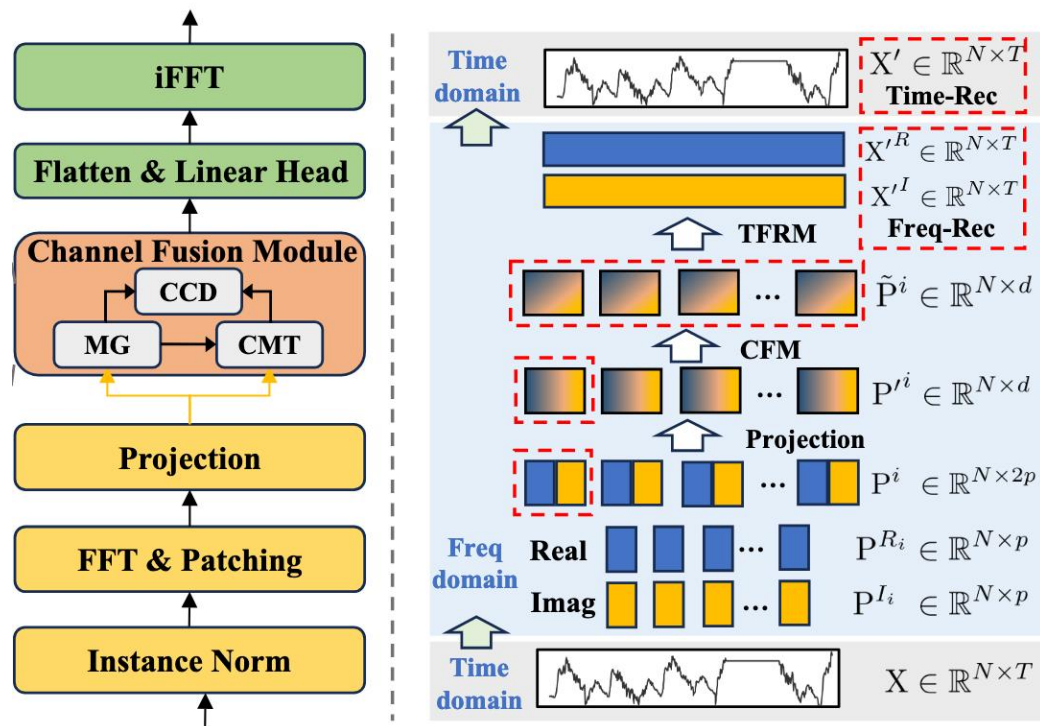 iFFT
Flatten & Linear Head
Channel Fusion Module
CCD
MG
CMT
Projection
FFT & Patching
Instance Norm
Time
domain
X′ ∈ ℝ^{N×T}
Time-Rec
X′^R ∈ ℝ^{N×T}
X′^I ∈ ℝ^{N×T}
Freq-Rec
TFRM
... P̃^i ∈ ℝ^{N×d}
CFM
... P′^i ∈ ℝ^{N×d}
Projection
... P^i ∈ ℝ^{N×2p}
Freq
domain
Real ... P^{R_i} ∈ ℝ^{N×p}
Imag ... P^{I_i} ∈ ℝ^{N×p}
Time
domain
X ∈ ℝ^{N×T}